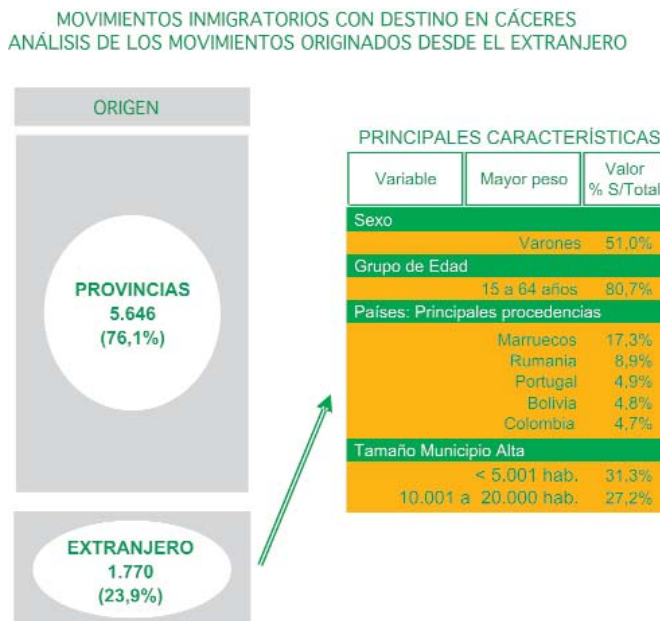 MOVIMIENTOS INMIGRATORIOS CON DESTINO EN CÁCERES
ANÁLISIS DE LOS MOVIMIENTOS ORIGINADOS DESDE EL EXTRANJERO
ORIGEN
PROVINCIAS
5.646
(76,1%)
EXTRANJERO
1.770
(23,9%)
PRINCIPALES CARACTERÍSTICAS
Variable Mayor peso Valor % S/Total
Sexo
Varones 51,0%
Grupo de Edad
15 a 64 años 80,7%
Países: Principales procedencias
Marruecos 17,3%
Rumania 8,9%
Portugal 4,9%
Bolivia 4,8%
Colombia 4,7%
Tamaño Municipio Alta
< 5.001 hab. 31,3%
10.001 a 20.000 hab. 27,2%